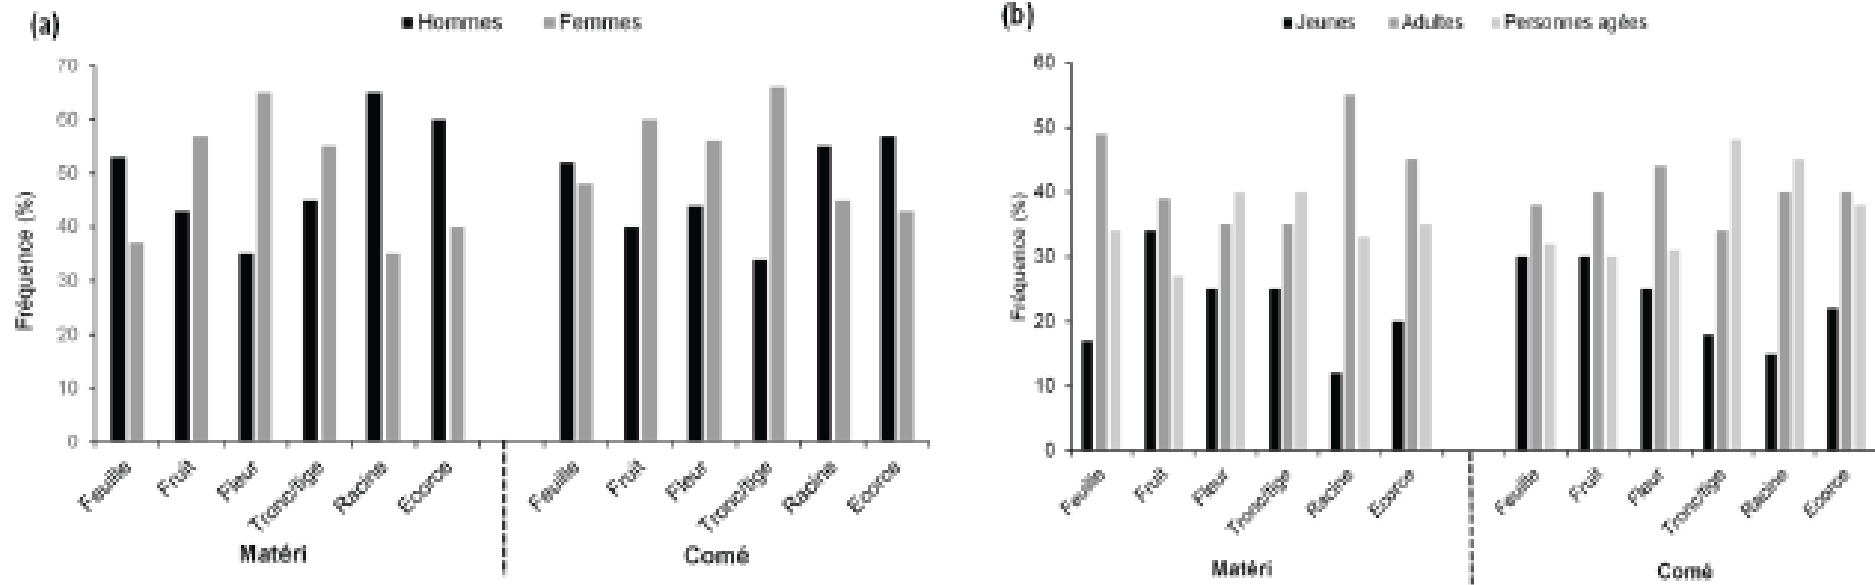 (a)
Hommes Femmes
70
60
50
40
30
20
10
0
Fréquence (%)
Feuille Fruit Fleur Tronc/tige Racine Ecorce Feuille Fruit Fleur Tronc/tige Racine Ecorce
Matéri Comé
(b)
Jeunes Adultes Personnes agées
60
50
40
30
20
10
0
Fréquence (%)
Feuille Fruit Fleur Tronc/tige Racine Ecorce Feuille Fruit Fleur Tronc/tige Racine Ecorce
Matéri Comé